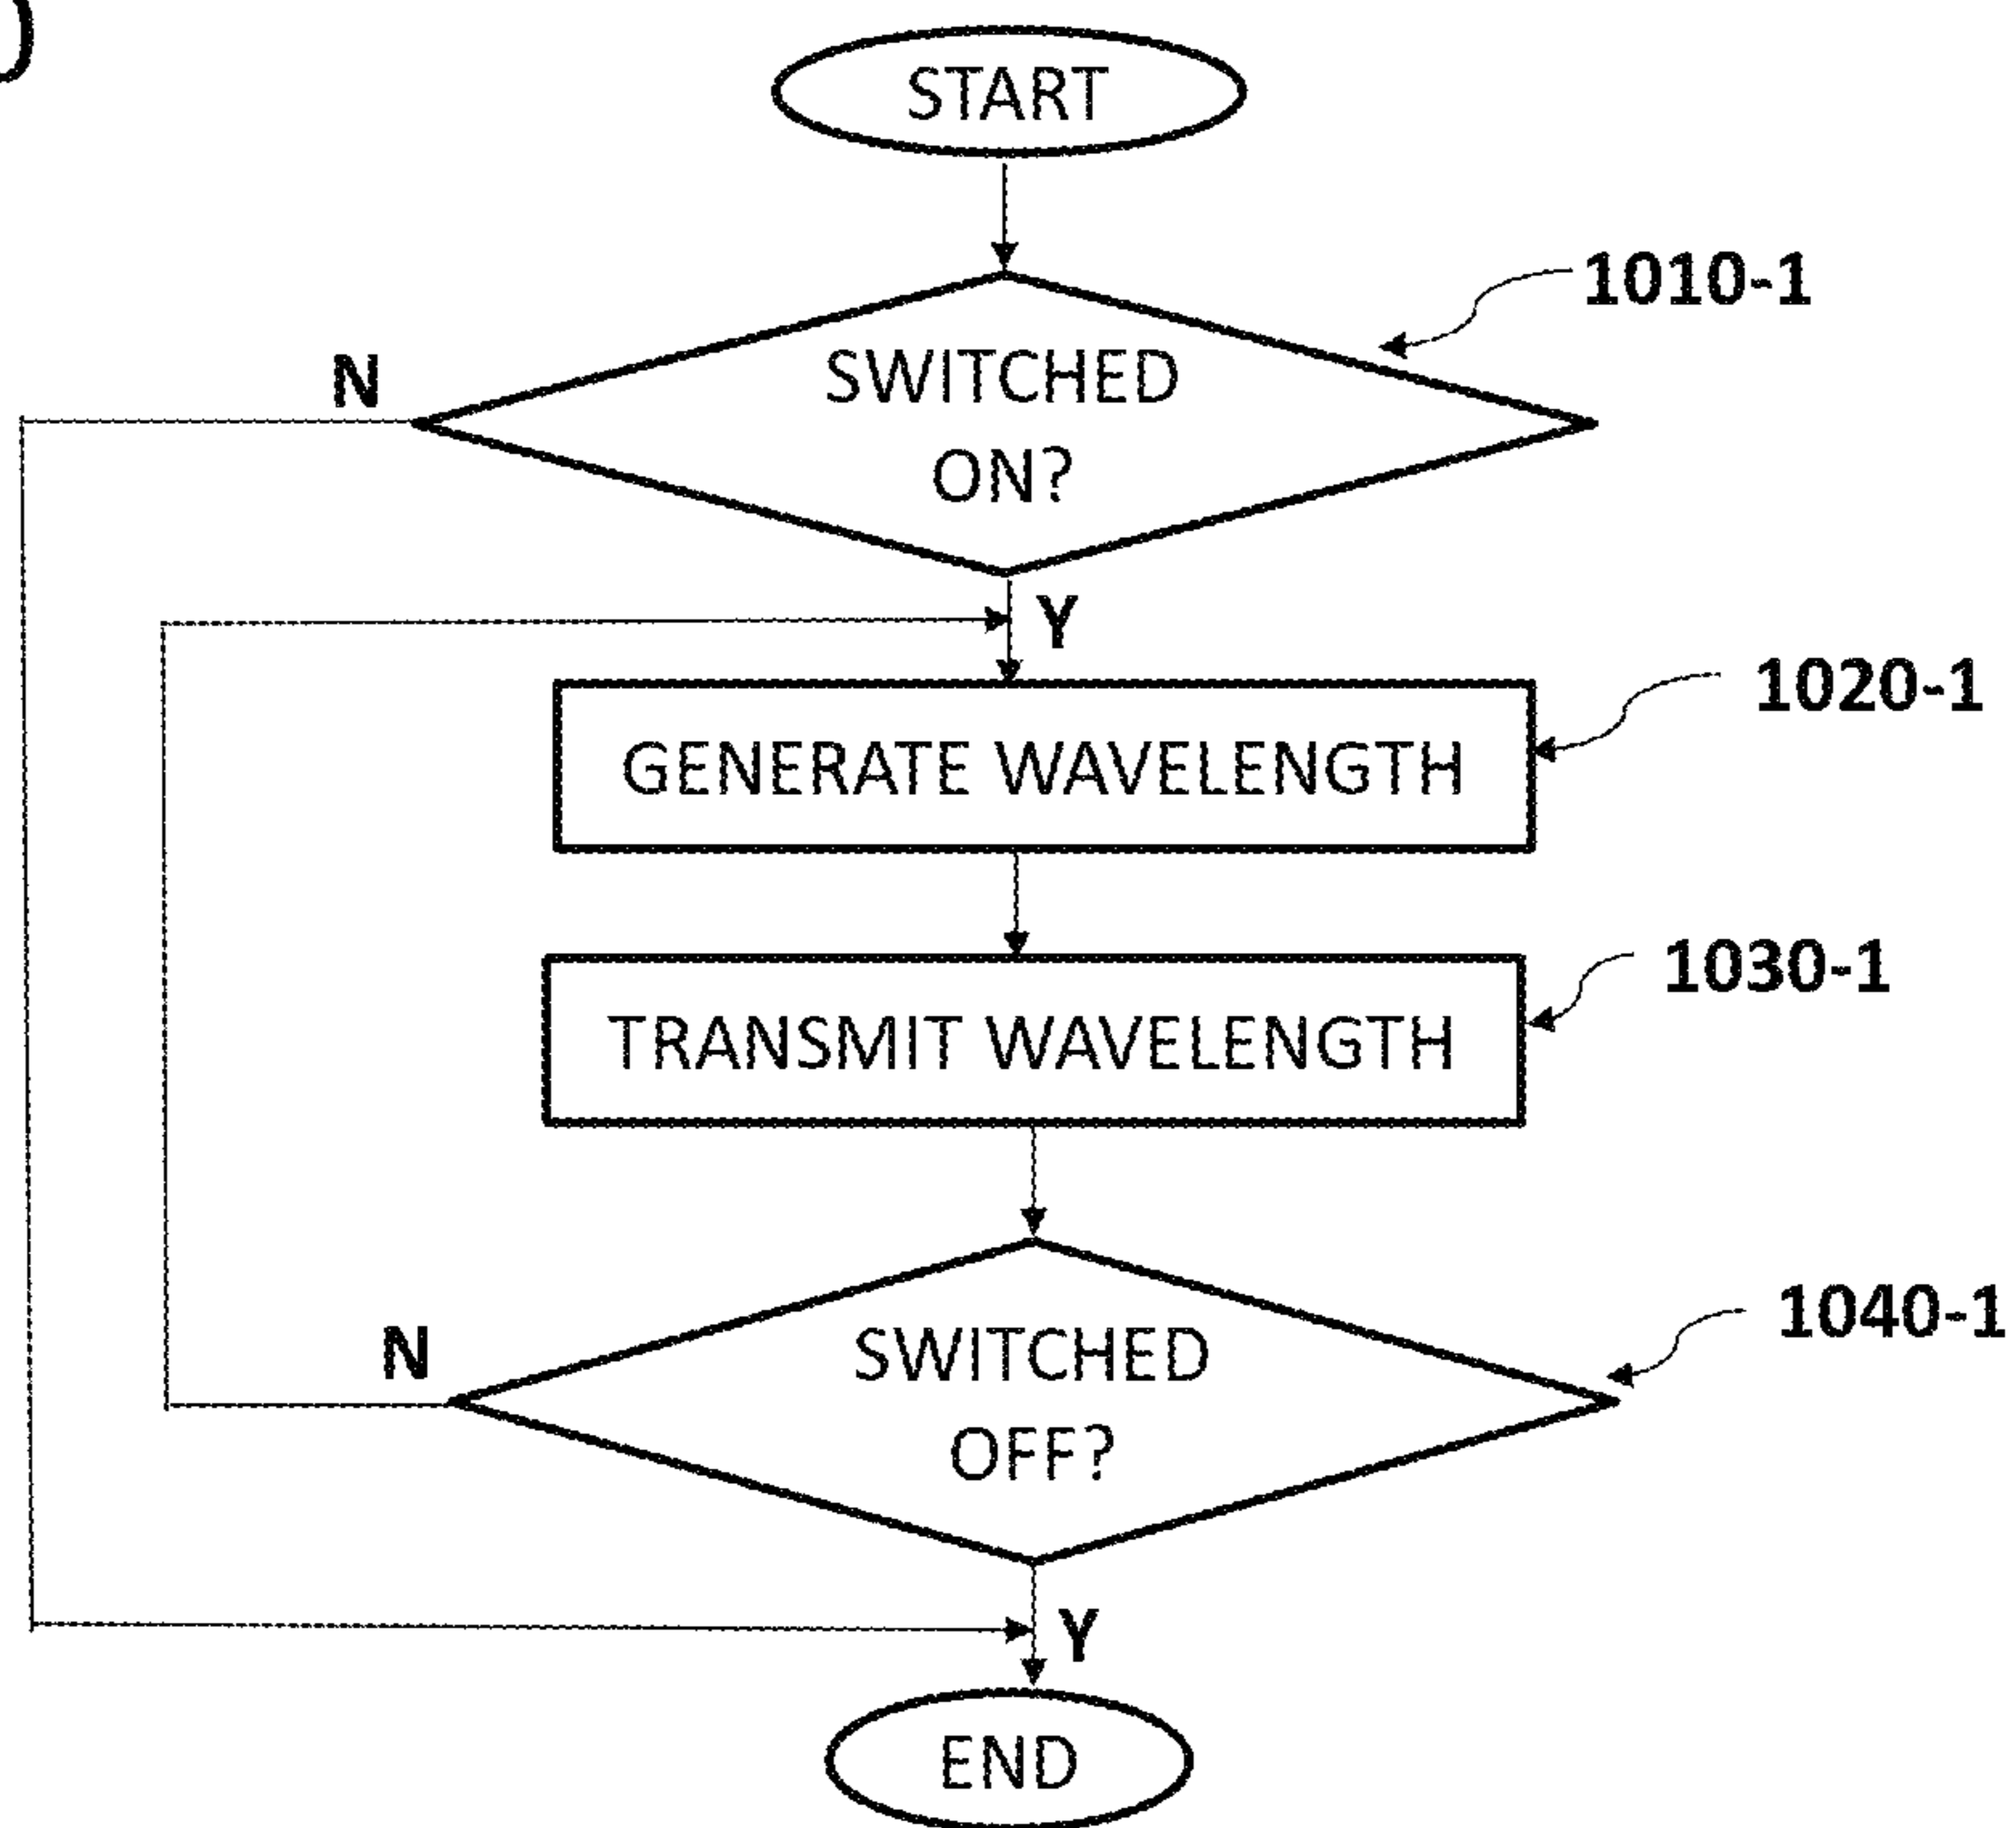 )
START
1010-1
N
SWITCHED
ON?
Y
1020-1
GENERATE WAVELENGTH
1030-1
TRANSMIT WAVELENGTH
1040-1
N
SWITCHED
OFF?
Y
END